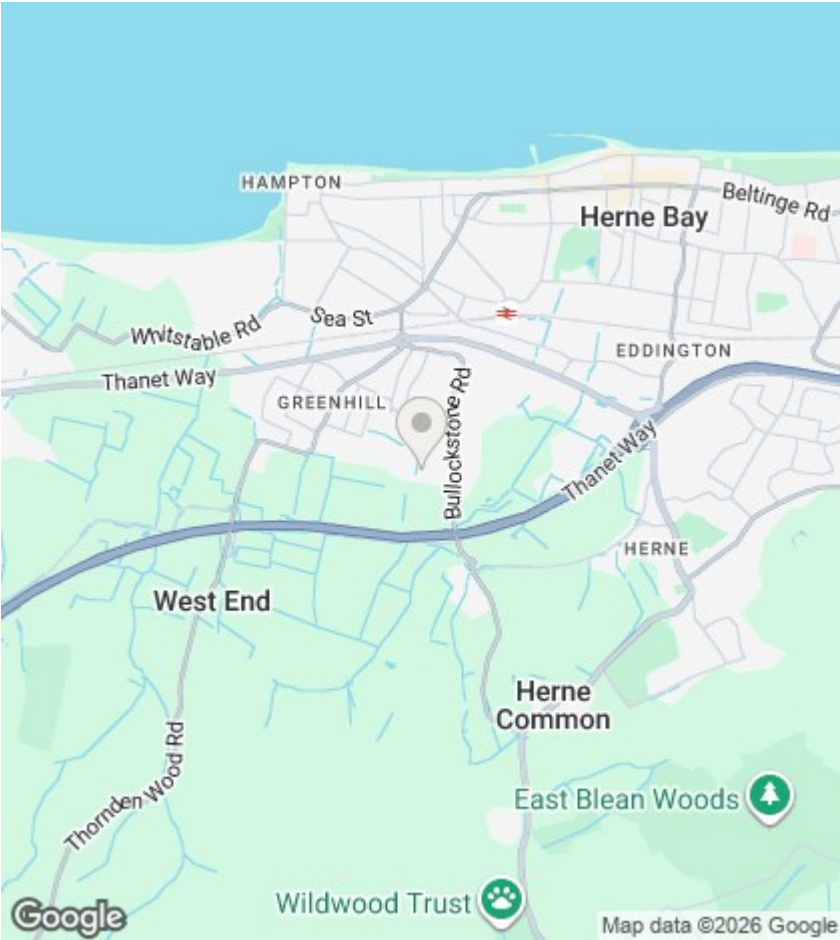 HAMPTON
Beltinge Rd
Herne Bay
Sea St
Whitstable Rd
EDDINGTON
Thanet Way
GREENHILL
Bullockstone Rd
Thanet Way
HERNE
West End
Herne
Common
Thornden Wood Rd
East Blean Woods
Wildwood Trust
Google
Map data ©2026 Google